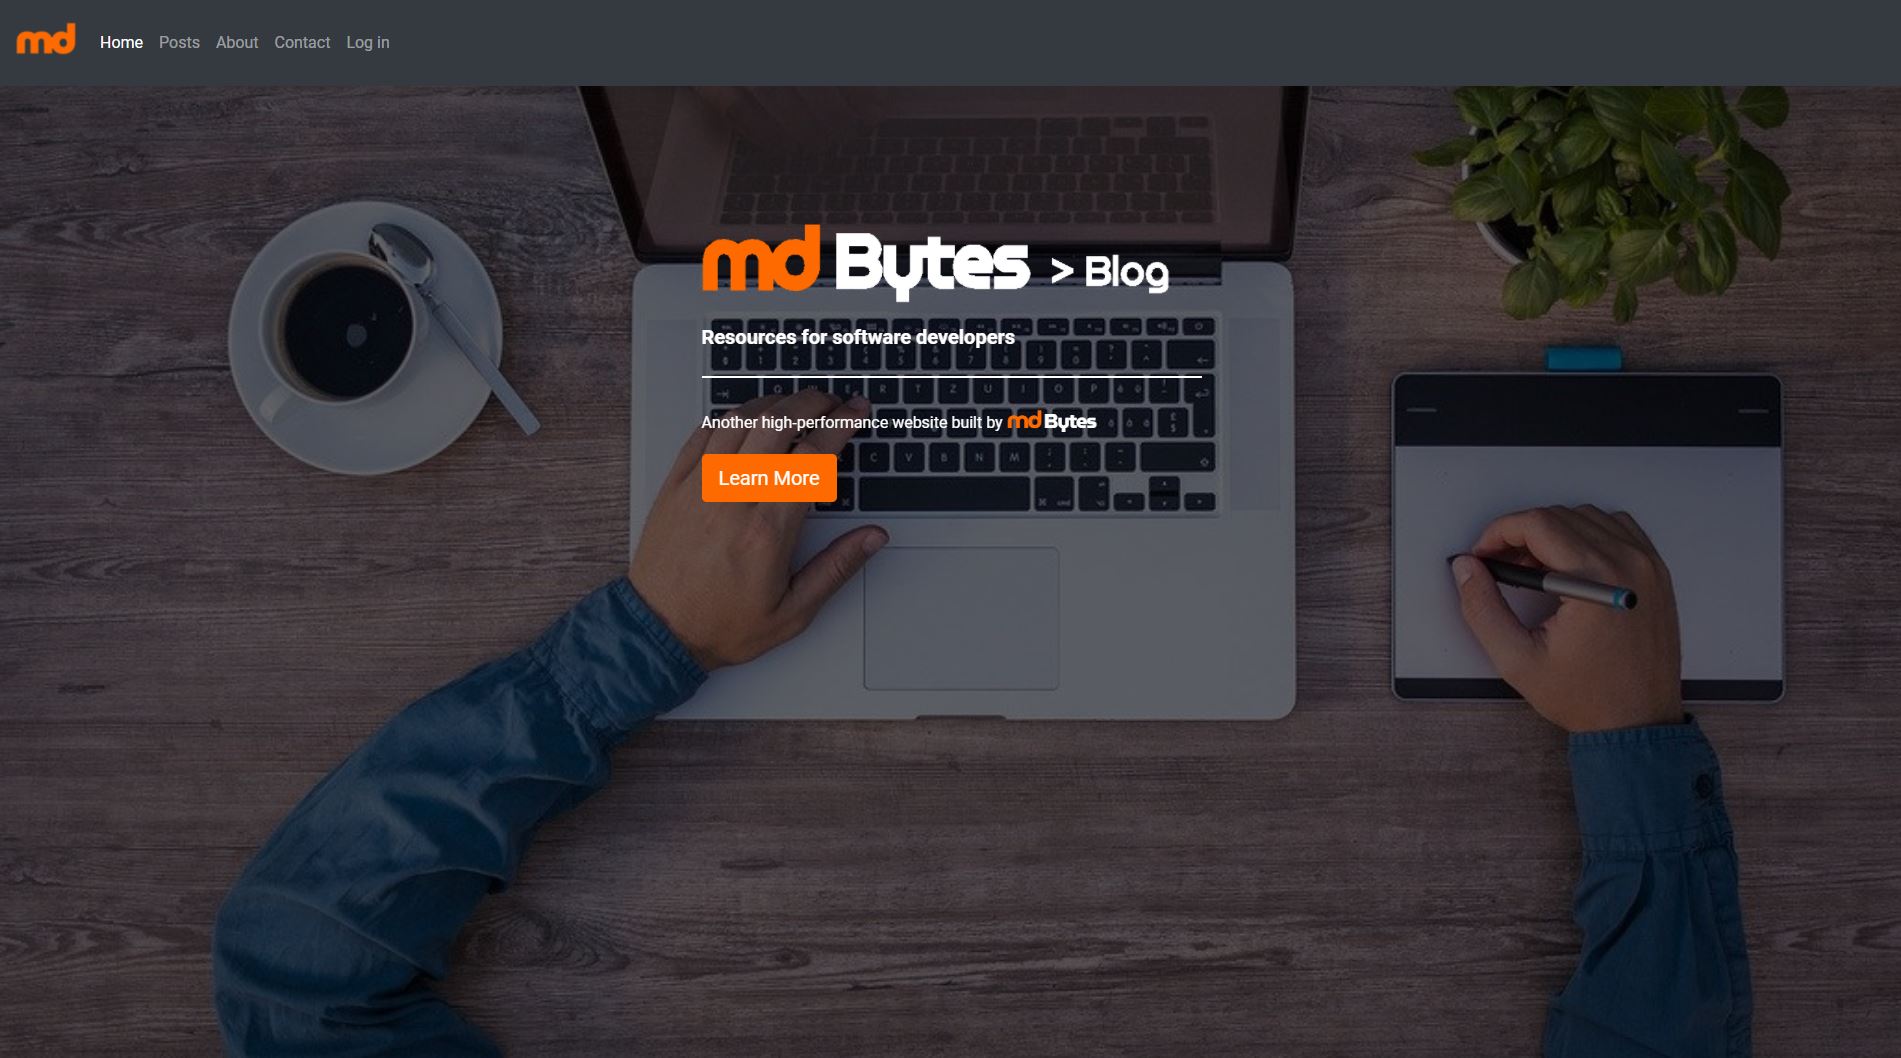 md Home Posts About Contact Log in
md Bytes > Blog
Resources for software developers
Another high-performance website built by md Bytes
Learn More